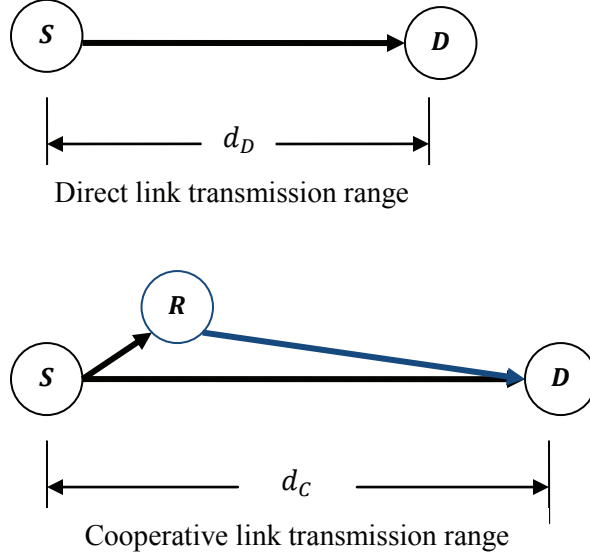 S D
d_D
Direct link transmission range
R
S D
d_C
Cooperative link transmission range